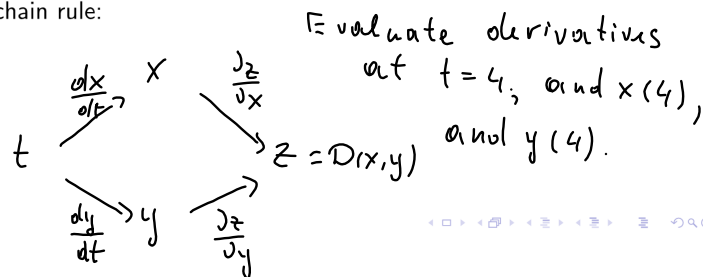 chain rule:
Evaluate derivatives
at t = 4, and x(4),
and y(4).
dx/dt x ∂z/∂x
t z = D(x,y)
dy/dt y ∂z/∂y